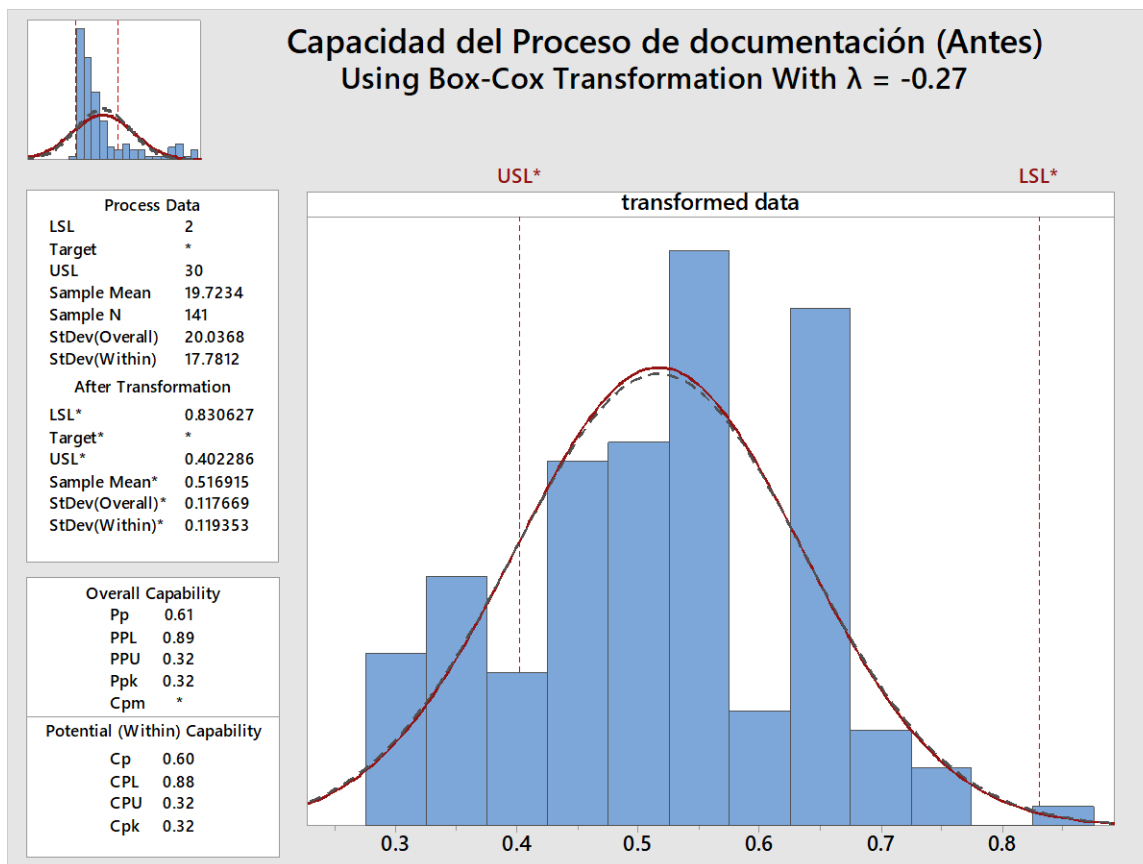 Capacidad del Proceso de documentación (Antes)
Using Box-Cox Transformation With λ = -0.27
USL*
LSL*
transformed data
Process Data
LSL 2
Target *
USL 30
Sample Mean 19.7234
Sample N 141
StDev(Overall) 20.0368
StDev(Within) 17.7812
After Transformation
LSL* 0.830627
Target* *
USL* 0.402286
Sample Mean* 0.516915
StDev(Overall)* 0.117669
StDev(Within)* 0.119353
Overall Capability
Pp 0.61
PPL 0.89
PPU 0.32
Ppk 0.32
Cpm *
Potential (Within) Capability
Cp 0.60
CPL 0.88
CPU 0.32
Cpk 0.32
0.3 0.4 0.5 0.6 0.7 0.8